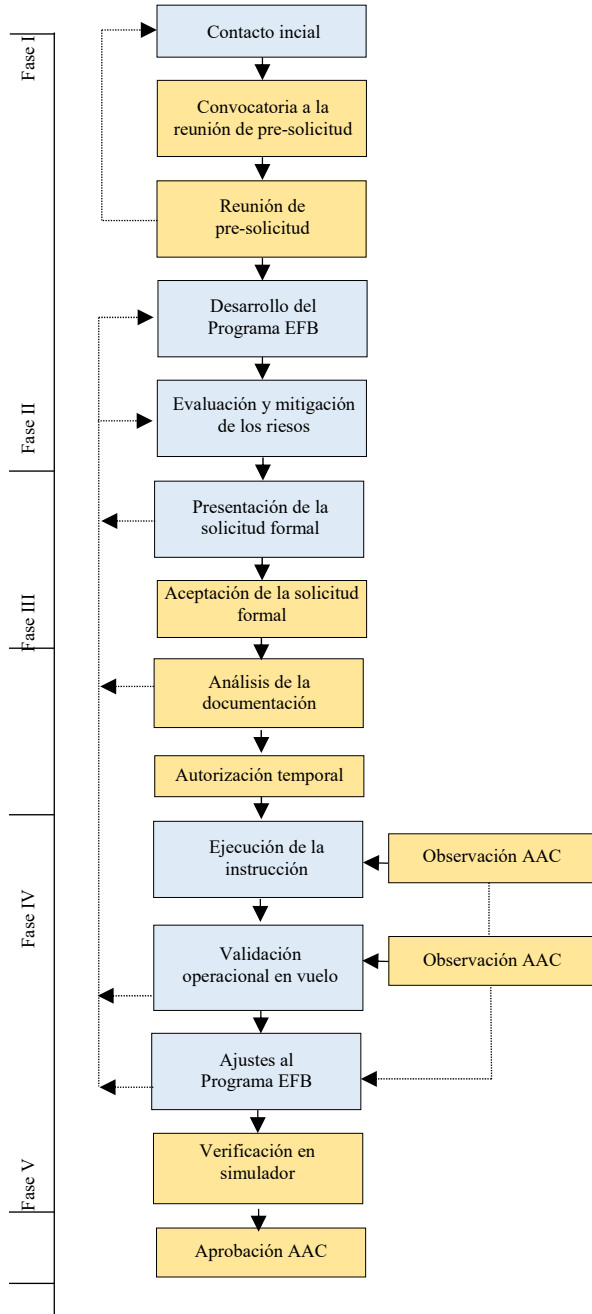 Fase I
Contacto incial
Convocatoria a la
reunión de pre-solicitud
Reunión de
pre-solicitud
Desarrollo del
Programa EFB
Fase II
Evaluación y mitigación
de los riesos
Presentación de la
solicitud formal
Fase III
Aceptación de la solicitud
formal
Análisis de la
documentación
Autorización temporal
Fase IV
Ejecución de la
instrucción
Observación AAC
Validación
operacional en vuelo
Observación AAC
Ajustes al
Programa EFB
Fase V
Verificación en
simulador
Aprobación AAC